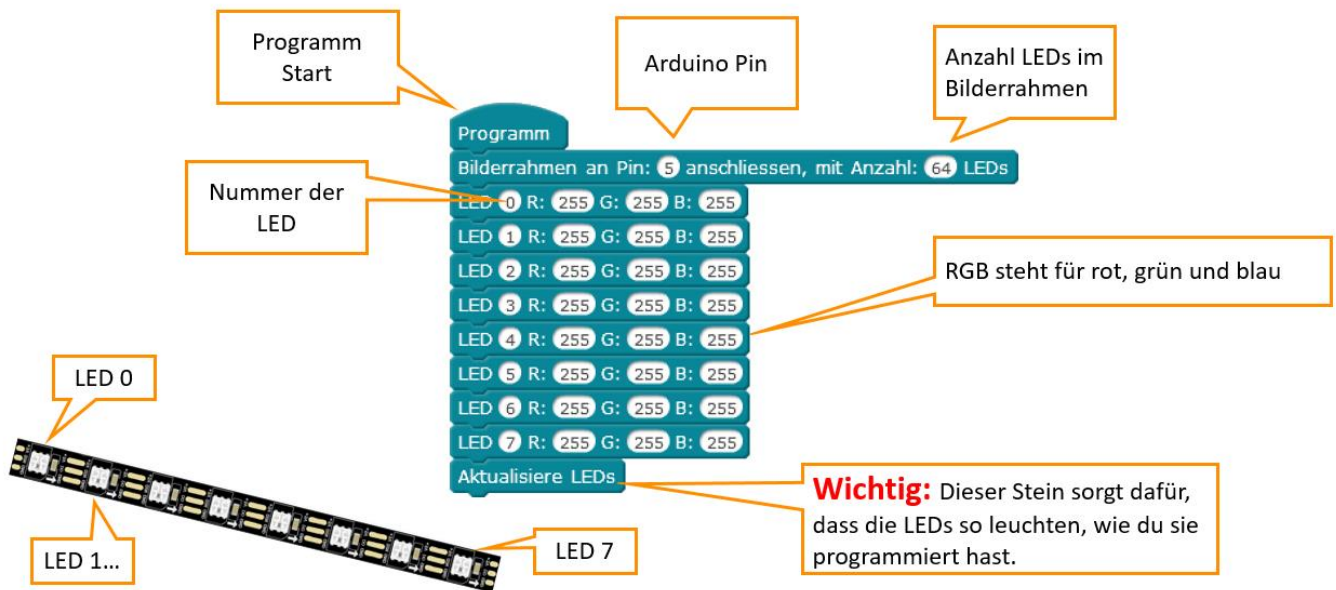 Programm
Start
Arduino Pin
Anzahl LEDs im
Bilderrahmen
Programm
Bilderrahmen an Pin: 5 anschliessen, mit Anzahl: 64 LEDs
Nummer der
LED
LED 0 R: 255 G: 255 B: 255
LED 1 R: 255 G: 255 B: 255
LED 2 R: 255 G: 255 B: 255
LED 3 R: 255 G: 255 B: 255
LED 4 R: 255 G: 255 B: 255
LED 5 R: 255 G: 255 B: 255
LED 6 R: 255 G: 255 B: 255
LED 7 R: 255 G: 255 B: 255
Aktualisiere LEDs
RGB steht für rot, grün und blau
LED 0
LED 1...
LED 7
Wichtig: Dieser Stein sorgt dafür,
dass die LEDs so leuchten, wie du sie
programmiert hast.